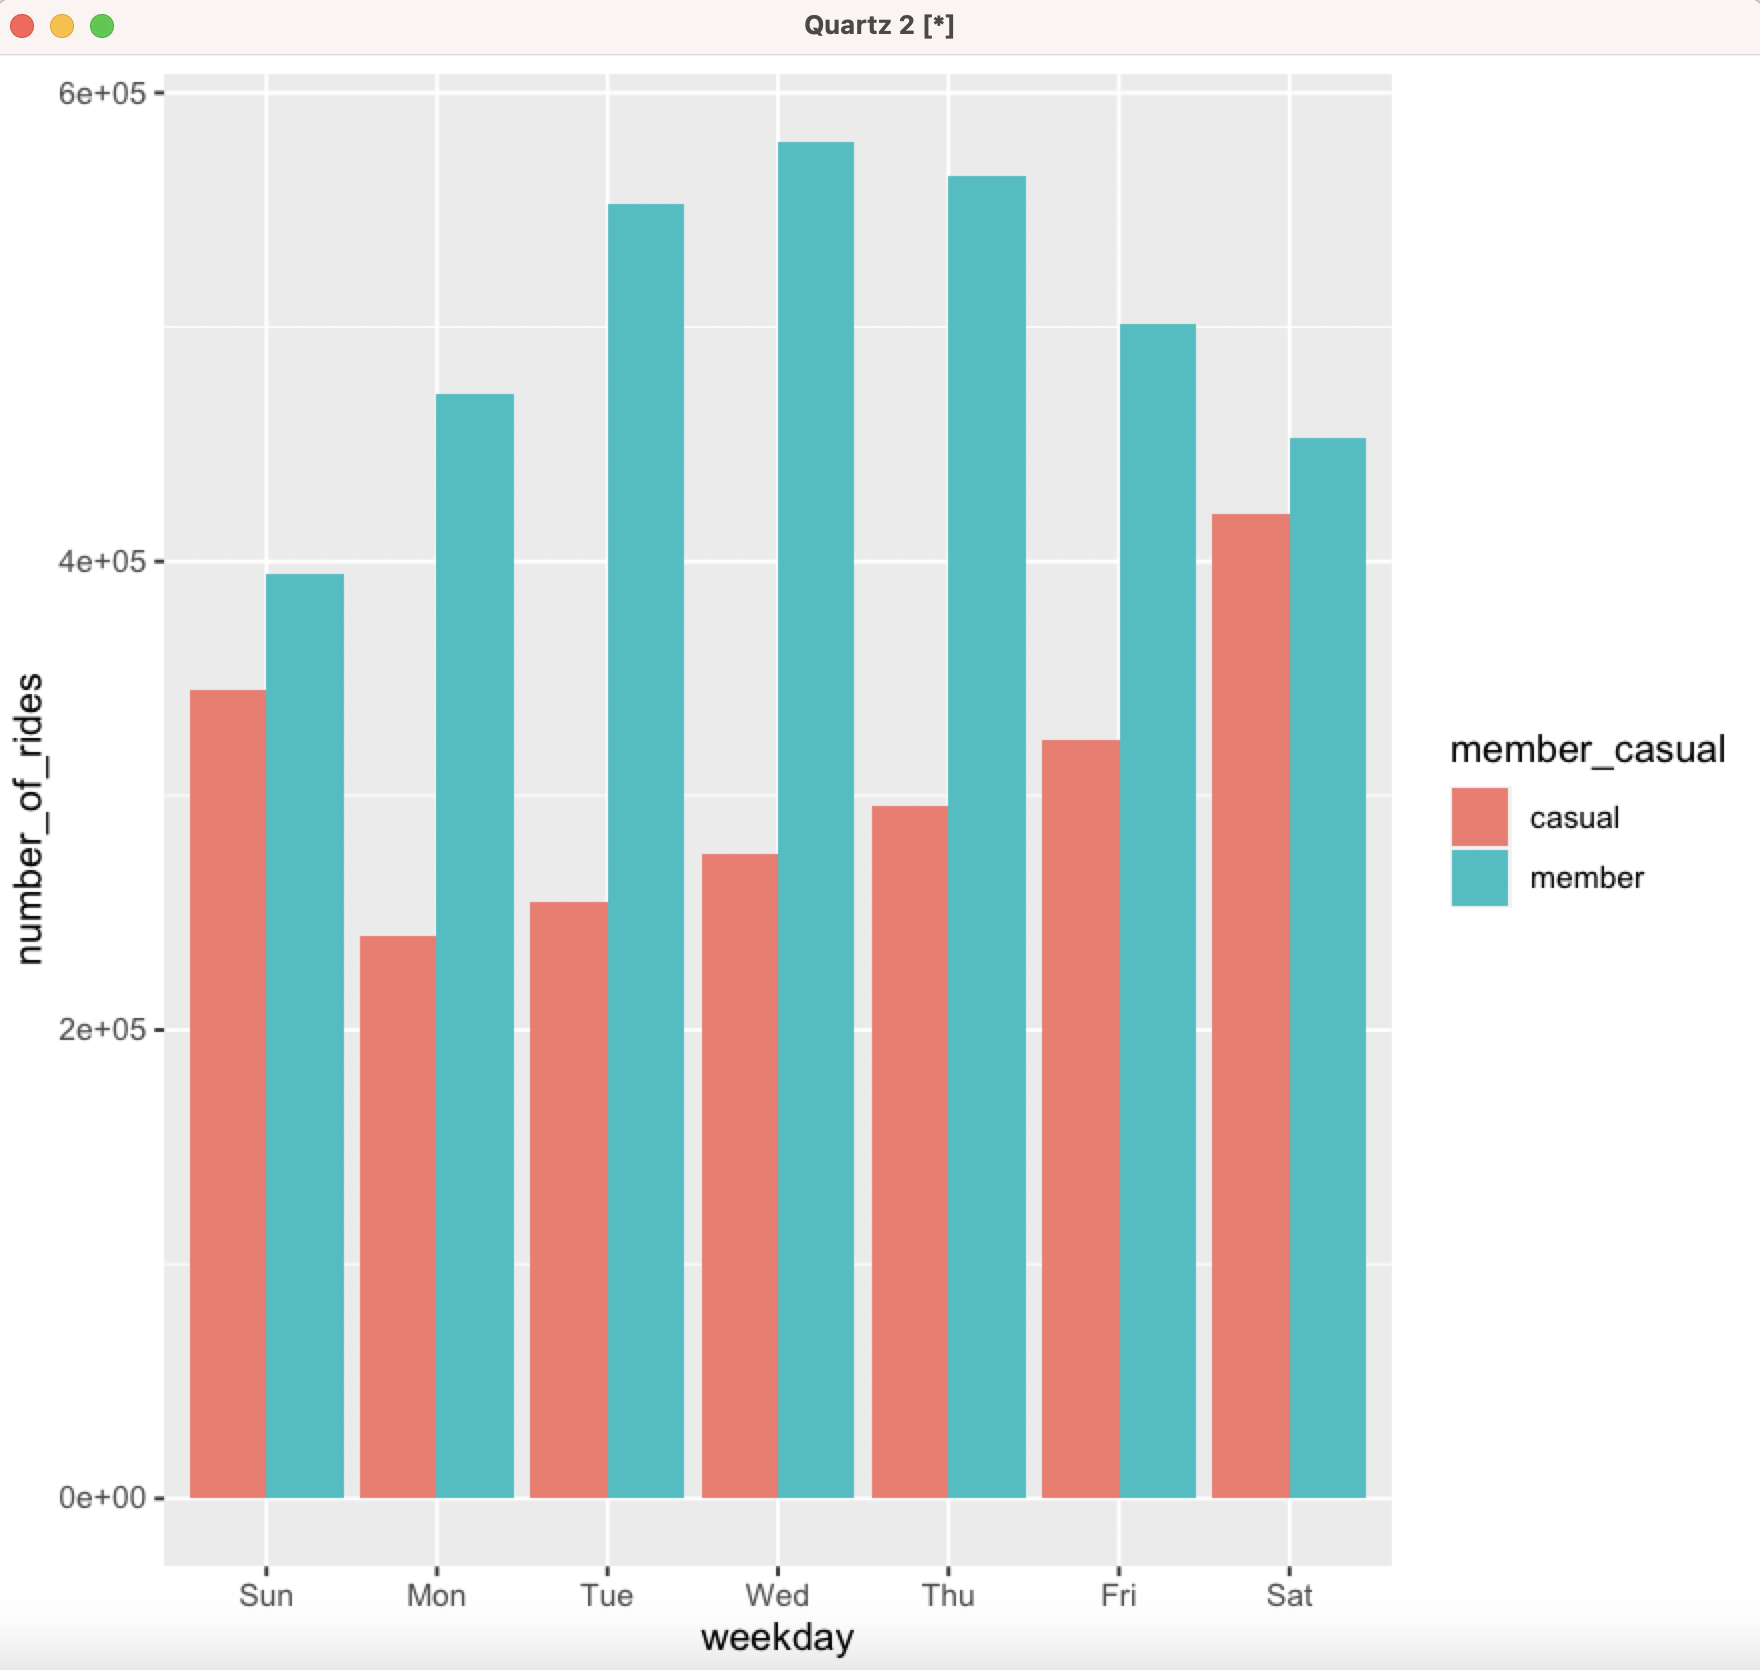 Quartz 2 [*]
6e+05
4e+05
2e+05
0e+00
number_of_rides
Sun Mon Tue Wed Thu Fri Sat
weekday
member_casual
casual
member